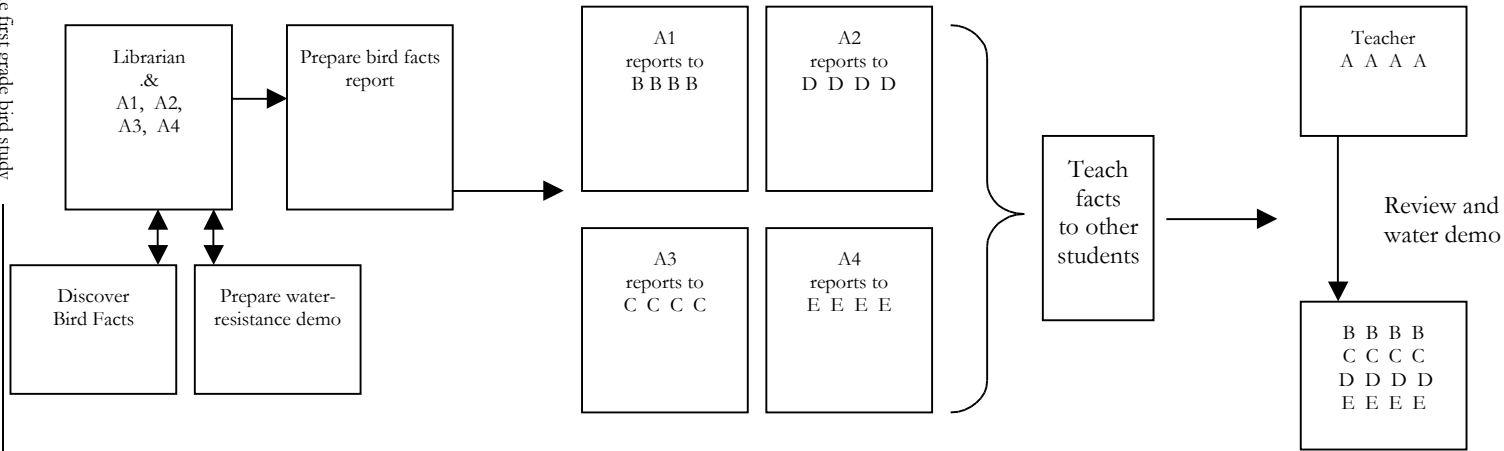 first grade bird study
Librarian
.&
A1, A2,
A3, A4
Prepare bird facts
report
Discover
Bird Facts
Prepare water-
resistance demo
A1
reports to
B B B B
A2
reports to
D D D D
A3
reports to
C C C C
A4
reports to
E E E E
Teach
facts
to other
students
Teacher
A A A A
Review and
water demo
B B B B
C C C C
D D D D
E E E E